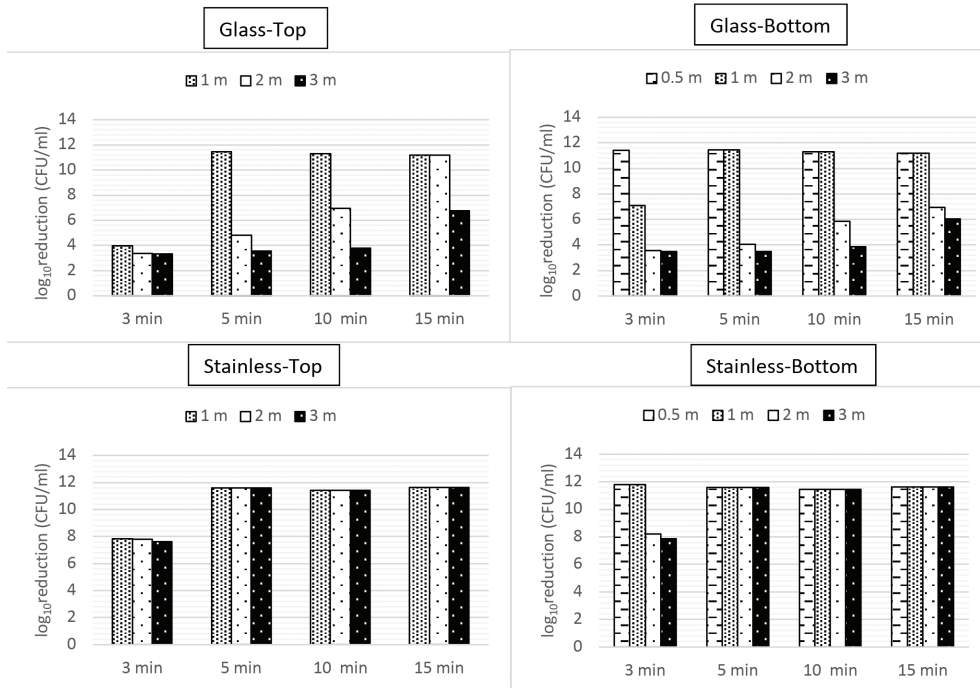 Glass-Top
1 m 2 m 3 m
log10reduction (CFU/ml)
14
12
10
8
6
4
2
0
3 min 5 min 10 min 15 min
Glass-Bottom
0.5 m 1 m 2 m 3 m
log10reduction (CFU/ml)
14
12
10
8
6
4
2
0
3 min 5 min 10 min 15 min
Stainless-Top
1 m 2 m 3 m
log10reduction (CFU/ml)
14
12
10
8
6
4
2
0
3 min 5 min 10 min 15 min
Stainless-Bottom
0.5 m 1 m 2 m 3 m
log10reduction (CFU/ml)
14
12
10
8
6
4
2
0
3 min 5 min 10 min 15 min